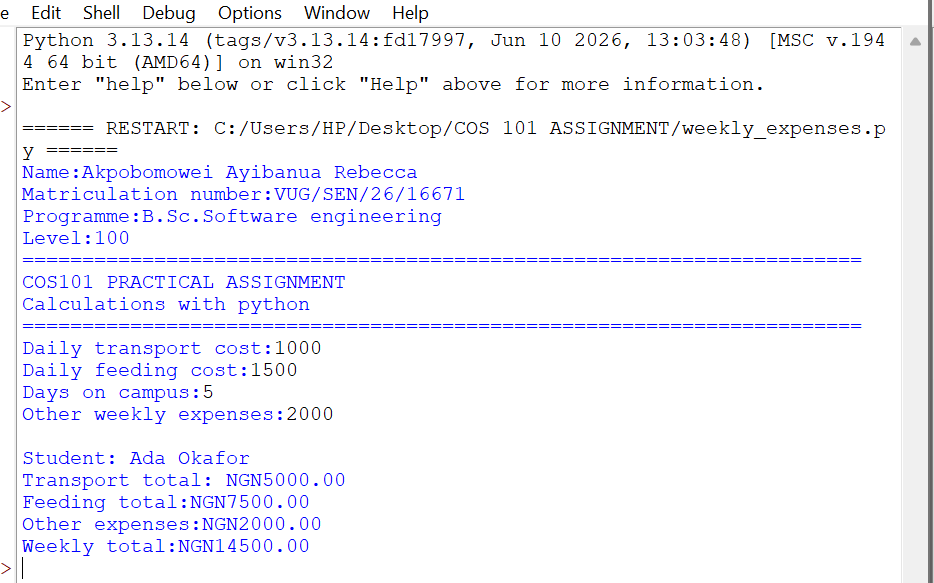 e Edit Shell Debug Options Window Help
Python 3.13.14 (tags/v3.13.14:fd17997, Jun 10 2026, 13:03:48) [MSC v.194
4 64 bit (AMD64)] on win32
Enter "help" below or click "Help" above for more information.
>
====== RESTART: C:/Users/HP/Desktop/COS 101 ASSIGNMENT/weekly_expenses.p
y ======
Name:Akpobomowei Ayibanua Rebecca
Matriculation number:VUG/SEN/26/16671
Programme:B.Sc.Software engineering
Level:100
======================================================================
COS101 PRACTICAL ASSIGNMENT
Calculations with python
======================================================================
Daily transport cost:1000
Daily feeding cost:1500
Days on campus:5
Other weekly expenses:2000
Student: Ada Okafor
Transport total: NGN5000.00
Feeding total:NGN7500.00
Other expenses:NGN2000.00
Weekly total:NGN14500.00
>